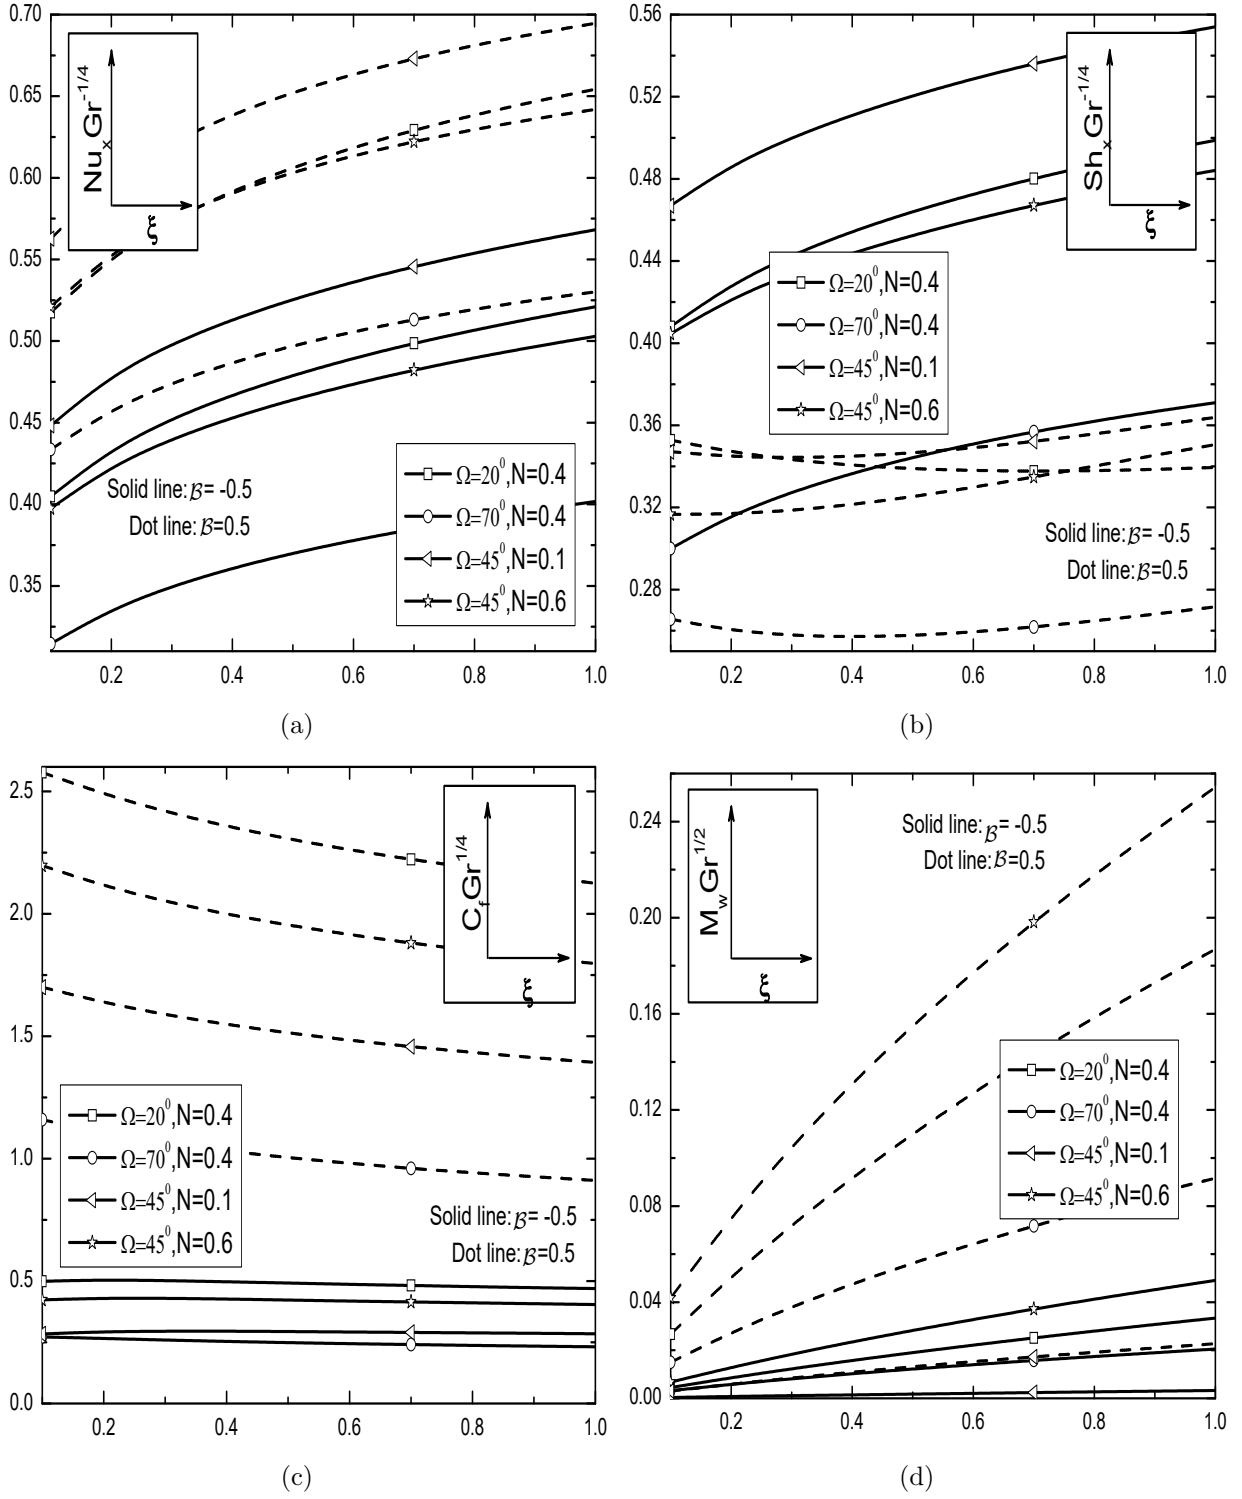 0.70
0.65
0.60
0.55
0.50
0.45
0.40
0.35
NuₓGr⁻¹/⁴
ξ
Solid line: ℬ= -0.5
Dot line: ℬ=0.5
Ω=20⁰,N=0.4
Ω=70⁰,N=0.4
Ω=45⁰,N=0.1
Ω=45⁰,N=0.6
0.2 0.4 0.6 0.8 1.0
(a)
0.56
0.52
0.48
0.44
0.40
0.36
0.32
0.28
ShₓGr⁻¹/⁴
ξ
Ω=20⁰,N=0.4
Ω=70⁰,N=0.4
Ω=45⁰,N=0.1
Ω=45⁰,N=0.6
Solid line: ℬ= -0.5
Dot line: ℬ=0.5
0.2 0.4 0.6 0.8 1.0
(b)
2.5
2.0
1.5
1.0
0.5
0.0
C_f Gr¹/⁴
ξ
Ω=20⁰,N=0.4
Ω=70⁰,N=0.4
Ω=45⁰,N=0.1
Ω=45⁰,N=0.6
Solid line: ℬ= -0.5
Dot line: ℬ=0.5
0.2 0.4 0.6 0.8 1.0
(c)
0.24
0.20
0.16
0.12
0.08
0.04
0.00
M_w Gr¹/²
ξ
Solid line: ℬ= -0.5
Dot line: ℬ=0.5
Ω=20⁰,N=0.4
Ω=70⁰,N=0.4
Ω=45⁰,N=0.1
Ω=45⁰,N=0.6
0.2 0.4 0.6 0.8 1.0
(d)